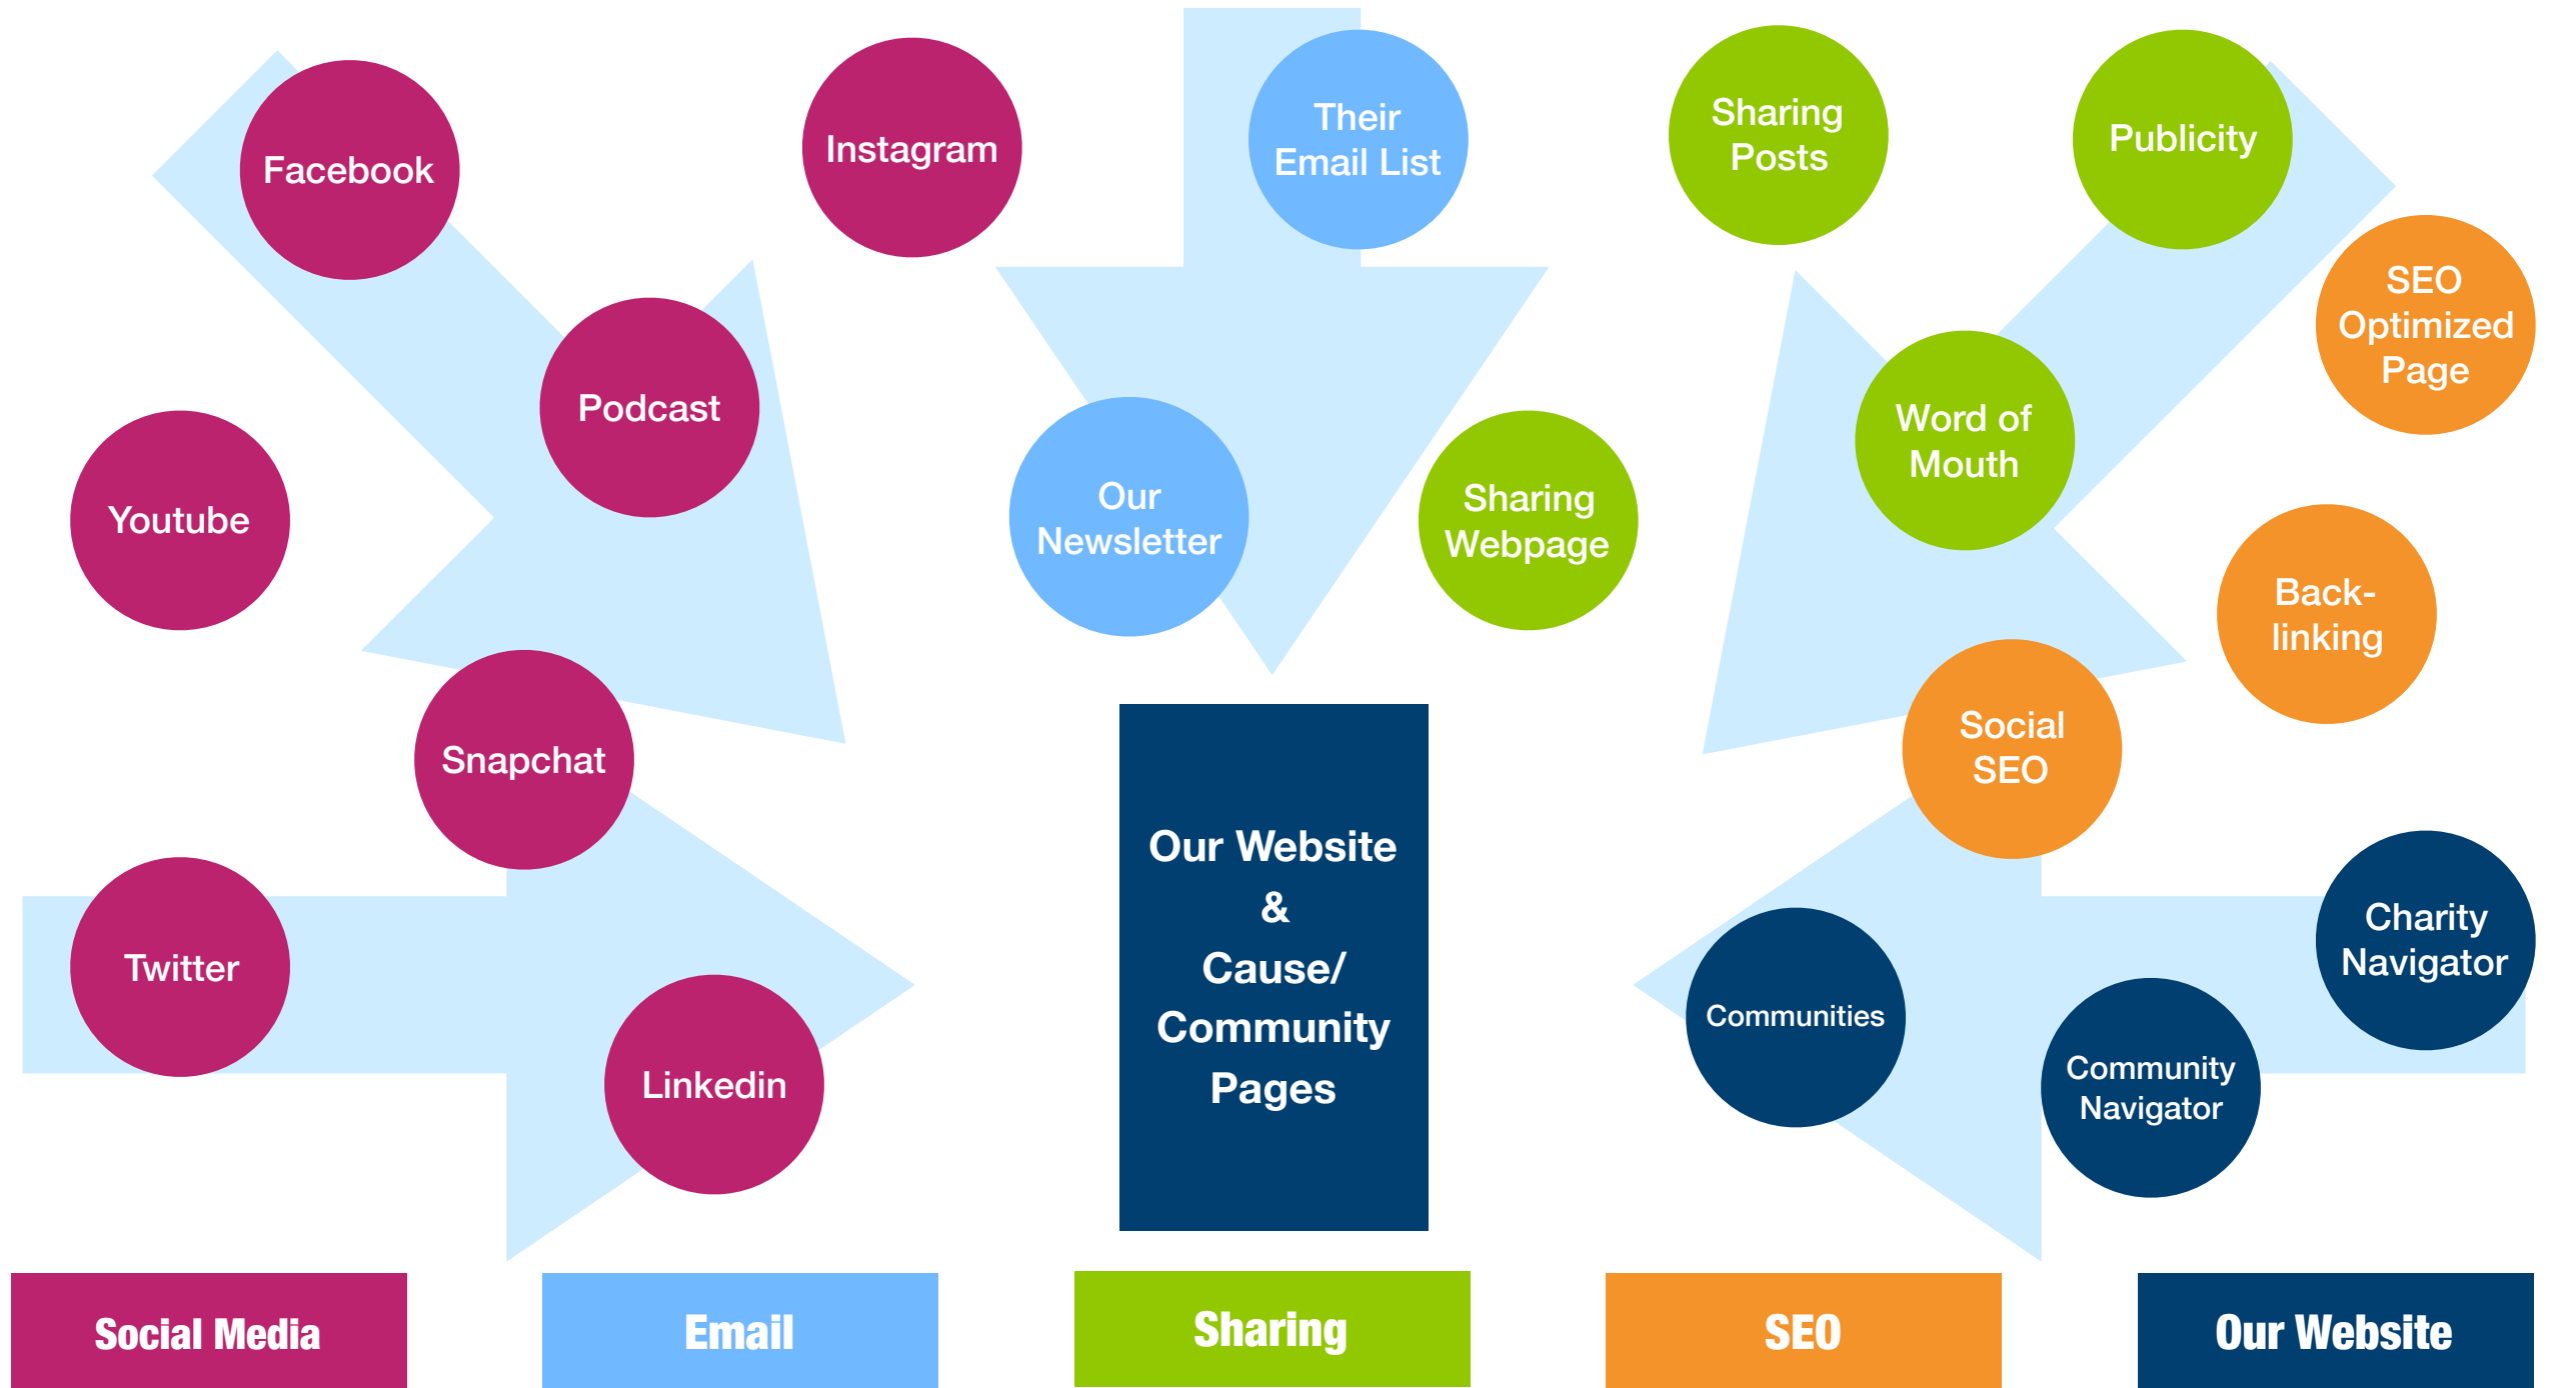 Facebook
Instagram
Their
Email List
Sharing
Posts
Publicity
SEO
Optimized
Page
Podcast
Youtube
Our
Newsletter
Sharing
Webpage
Word of
Mouth
Back-
linking
Snapchat
Social
SEO
Twitter
Linkedin
Our Website
&
Cause/
Community
Pages
Communities
Community
Navigator
Charity
Navigator
Social Media
Email
Sharing
SEO
Our Website